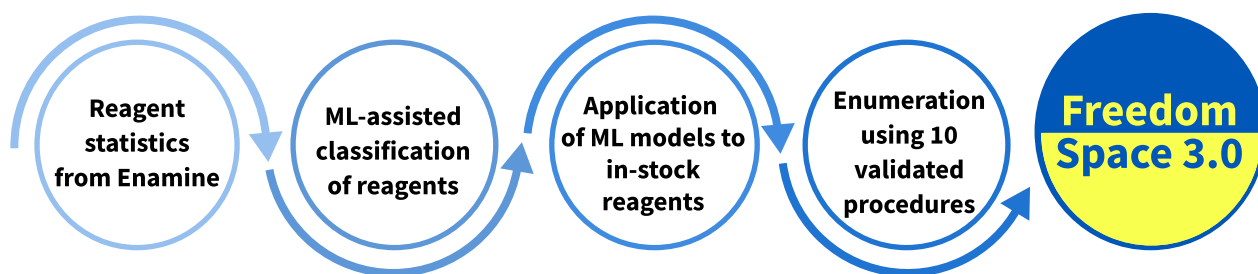 Reagent
statistics
from Enamine
ML-assisted
classification
of reagents
Application
of ML models to
in-stock
reagents
Enumeration
using 10
validated
procedures
Freedom
Space 3.0